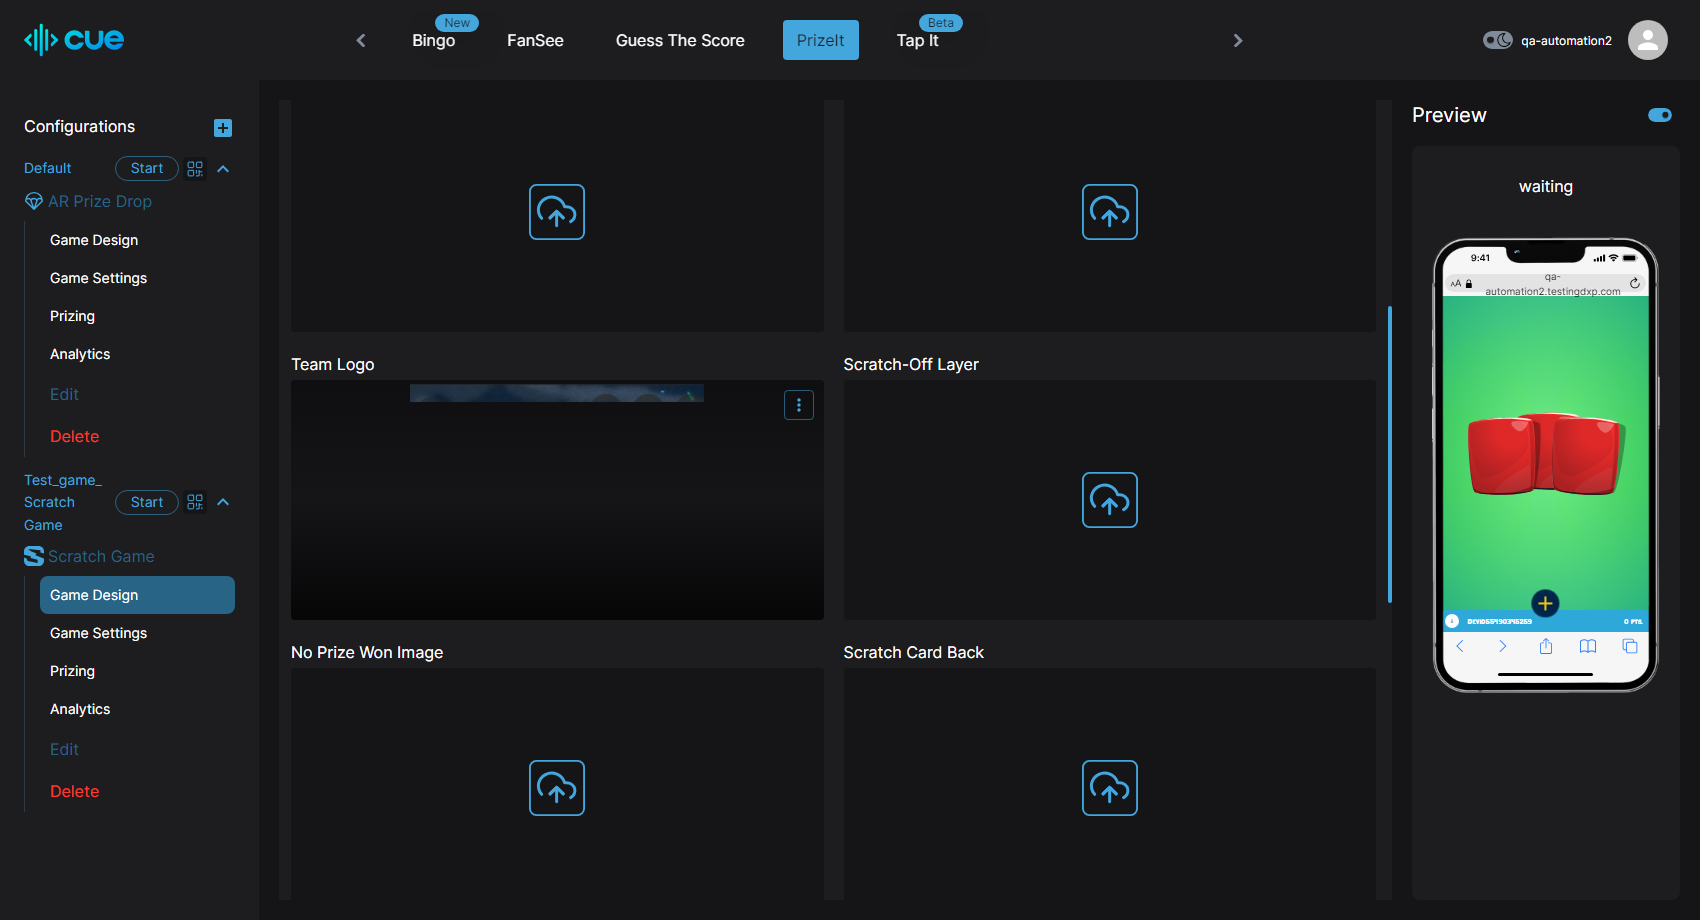 cue
New
Bingo
FanSee
Guess The Score
PrizeIt
Beta
Tap It
qa-automation2
Configurations
Default
Start
AR Prize Drop
Game Design
Game Settings
Prizing
Analytics
Edit
Delete
Test_game_
Scratch
Game
Start
Scratch Game
Game Design
Game Settings
Prizing
Analytics
Edit
Delete
Team Logo
Scratch-Off Layer
No Prize Won Image
Scratch Card Back
Preview
waiting
9:41
AA
qa-
automation2.testingdxp.com
0 PTS.